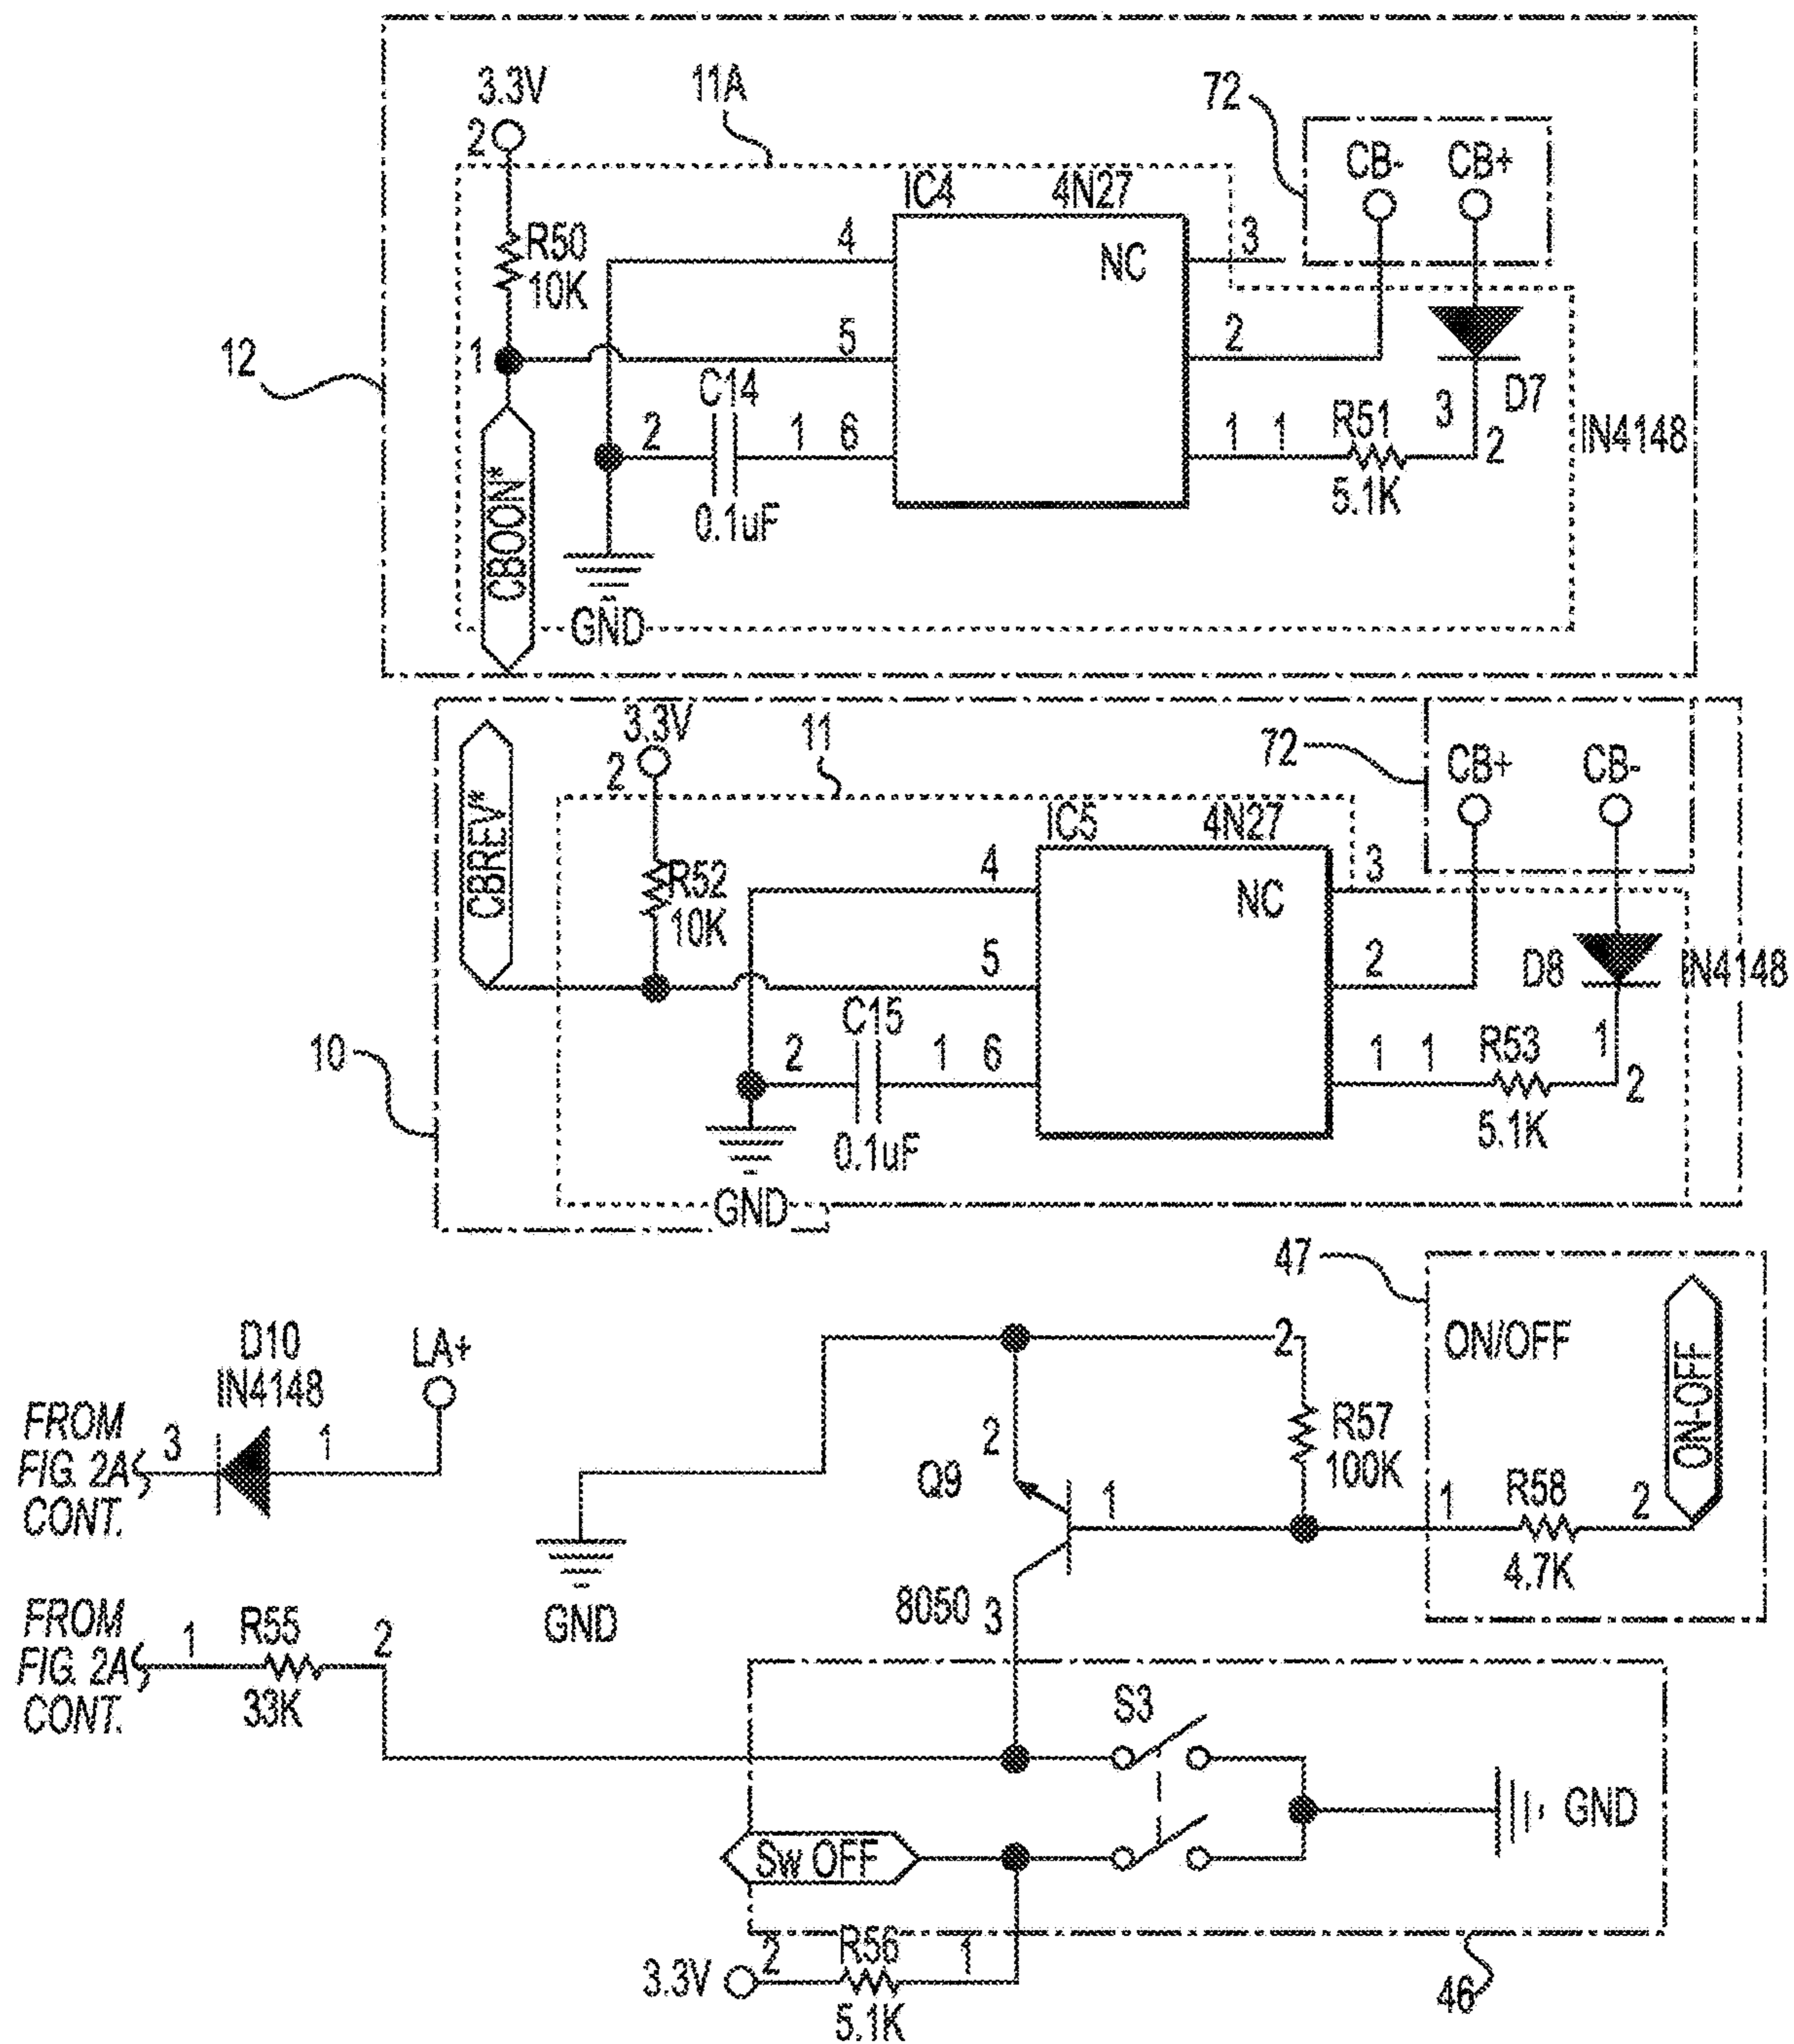 3.3V
11A
72
2
CB-
CB+
IC4
4N27
R50
10K
4
NC
3
12
1
5
2
C14
D7
2
1
6
1
1
R51
3
2
IN4148
5.1K
0.1uF
CBOON*
GND
3.3V
11
72
2
CB+
CB-
CBREV*
IC5
4N27
R52
10K
4
NC
3
5
2
D8
IN4148
C15
10
2
1
6
1
1
R53
1
2
5.1K
0.1uF
GND
47
D10
IN4148
LA+
2
ON/OFF
ON-OFF
FROM
FIG. 2A
CONT.
3
1
2
R57
100K
Q9
1
1
R58
2
4.7K
GND
8050
3
FROM
FIG. 2A
CONT.
1
R55
2
33K
S3
GND
Sw OFF
3.3V
2
R56
1
5.1K
46